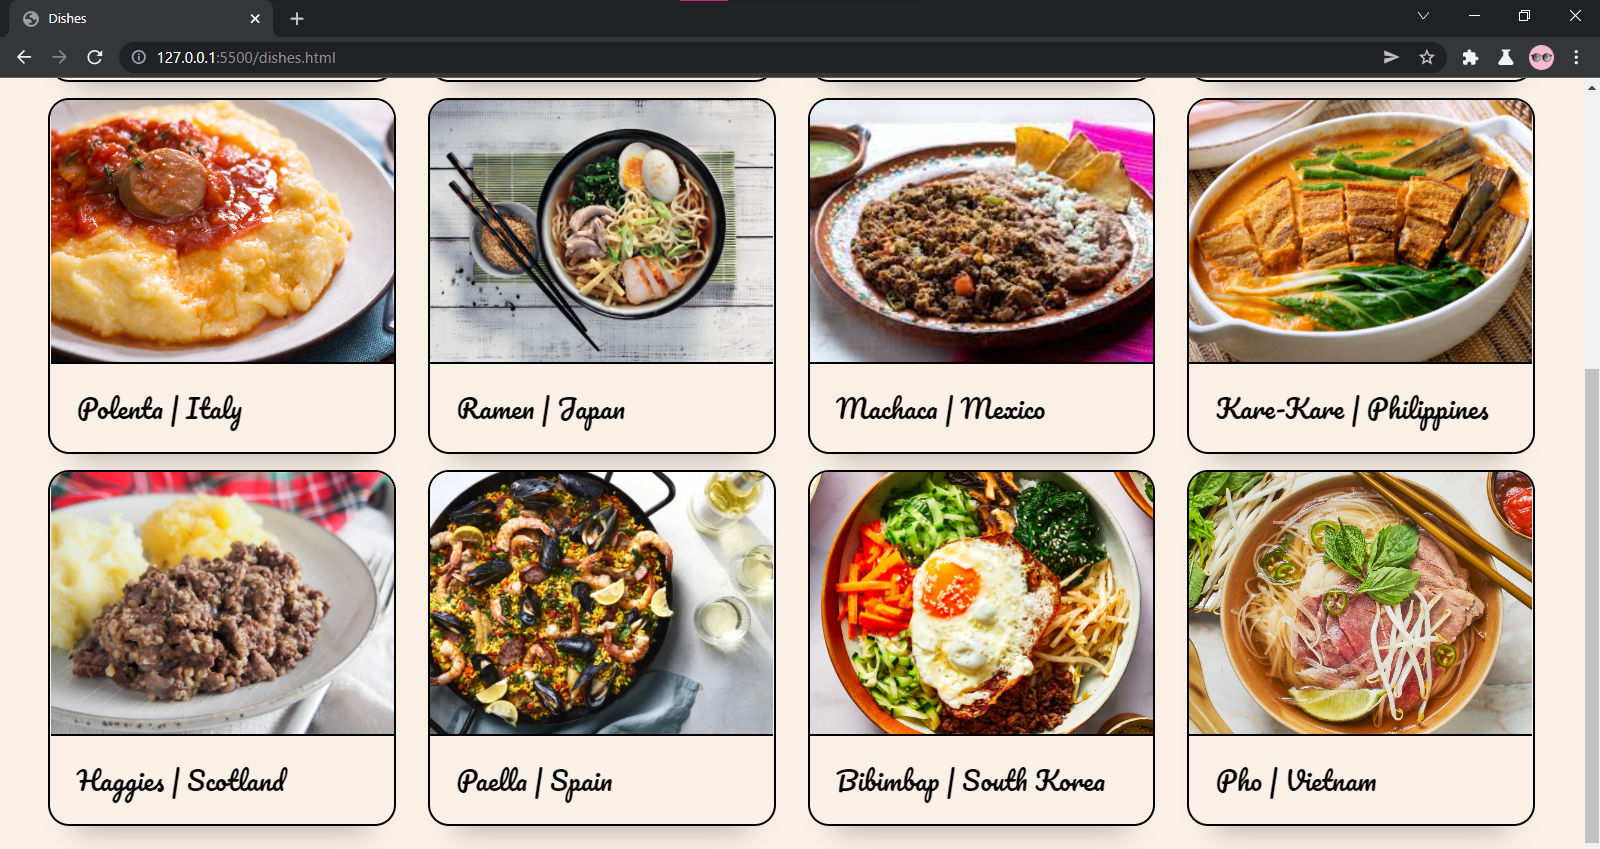 Dishes
127.0.0.1:5500/dishes.html
Polenta | Italy
Ramen | Japan
Machaca | Mexico
Kare-Kare | Philippines
Haggies | Scotland
Paella | Spain
Bibimbap | South Korea
Pho | Vietnam